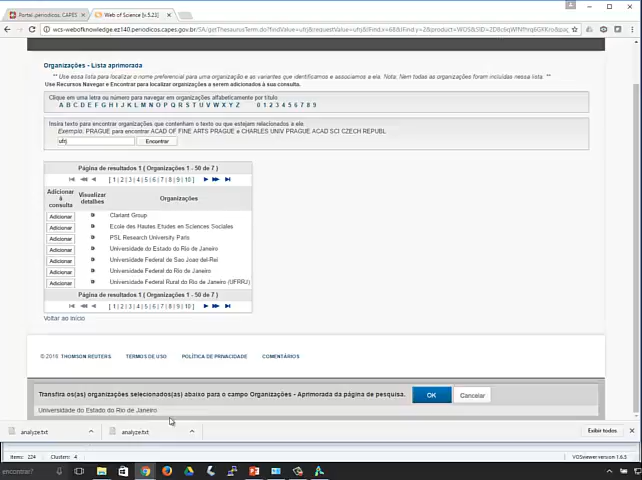 Portal-periodicos. CAPES
Web of Science [v.5.23]
Organizações - Lista aprimorada
** Use essa lista para localizar o nome preferencial para uma organização e as variantes que identificamos e associamos a ela. Nota: Nem todas as organizações foram incluídas nessa lista. **
Use Recursos Navegar e Encontrar para localizar organizações a serem adicionados à sua consulta.
Clique em uma letra ou número para navegar em organizações alfabeticamente por título
A B C D E F G H I J K L M N O P Q R S T U V W X Y Z 0 1 2 3 4 5 6 7 8 9
Insira texto para encontrar organizações que contenham o texto ou que estejam relacionados à ele.
Exemplo: PRAGUE para encontrar ACAD OF FINE ARTS PRAGUE e CHARLES UNIV PRAGUE ACAD SCI CZECH REPUBL
ufrj Encontrar
Página de resultados 1 ( Organizações 1 - 50 de 7 )
[ 1 | 2 | 3 | 4 | 5 | 6 | 7 | 8 | 9 | 10 ]
Adicionar à consulta Visualizar detalhes Organizações
Adicionar Clariant Group
Adicionar Ecole des Hautes Etudes en Sciences Sociales
Adicionar PSL Research University Paris
Adicionar Universidade do Estado do Rio de Janeiro
Adicionar Universidade Federal de Sao Joao del-Rei
Adicionar Universidade Federal do Rio de Janeiro
Adicionar Universidade Federal Rural do Rio de Janeiro (UFRRJ)
Página de resultados 1 ( Organizações 1 - 50 de 7 )
[ 1 | 2 | 3 | 4 | 5 | 6 | 7 | 8 | 9 | 10 ]
Voltar ao início
© 2016 THOMSON REUTERS TERMOS DE USO POLÍTICA DE PRIVACIDADE COMENTÁRIOS
Transfira os(as) organizações selecionados(as) abaixo para o campo Organizações - Aprimorada da página de pesquisa. OK Cancelar
Universidade do Estado do Rio de Janeiro
analyze.txt analyze.txt Exibir todos
Items: 224 Clusters: 4 VOSviewer version 1.6.5
encontrar)